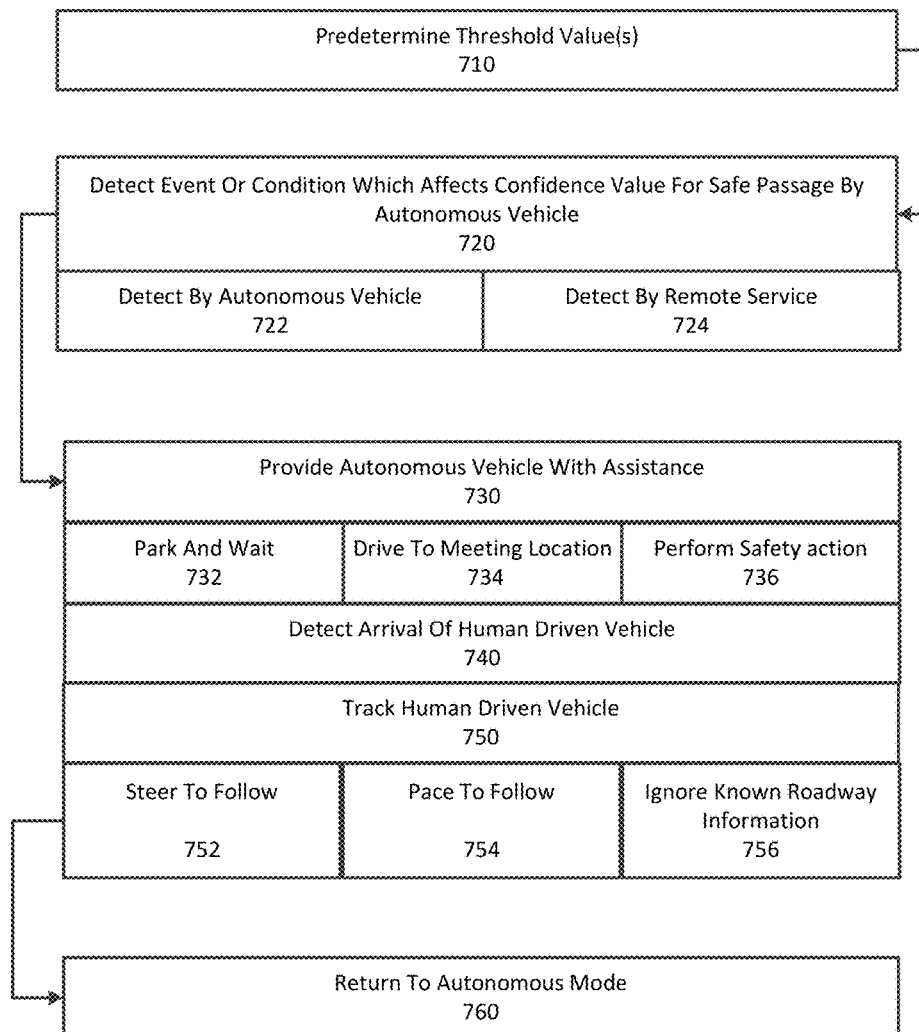 Predetermine Threshold Value(s)
710
Detect Event Or Condition Which Affects Confidence Value For Safe Passage By
Autonomous Vehicle
720
Detect By Autonomous Vehicle
722
Detect By Remote Service
724
Provide Autonomous Vehicle With Assistance
730
Park And Wait
732
Drive To Meeting Location
734
Perform Safety action
736
Detect Arrival Of Human Driven Vehicle
740
Track Human Driven Vehicle
750
Steer To Follow
752
Pace To Follow
754
Ignore Known Roadway
Information
756
Return To Autonomous Mode
760